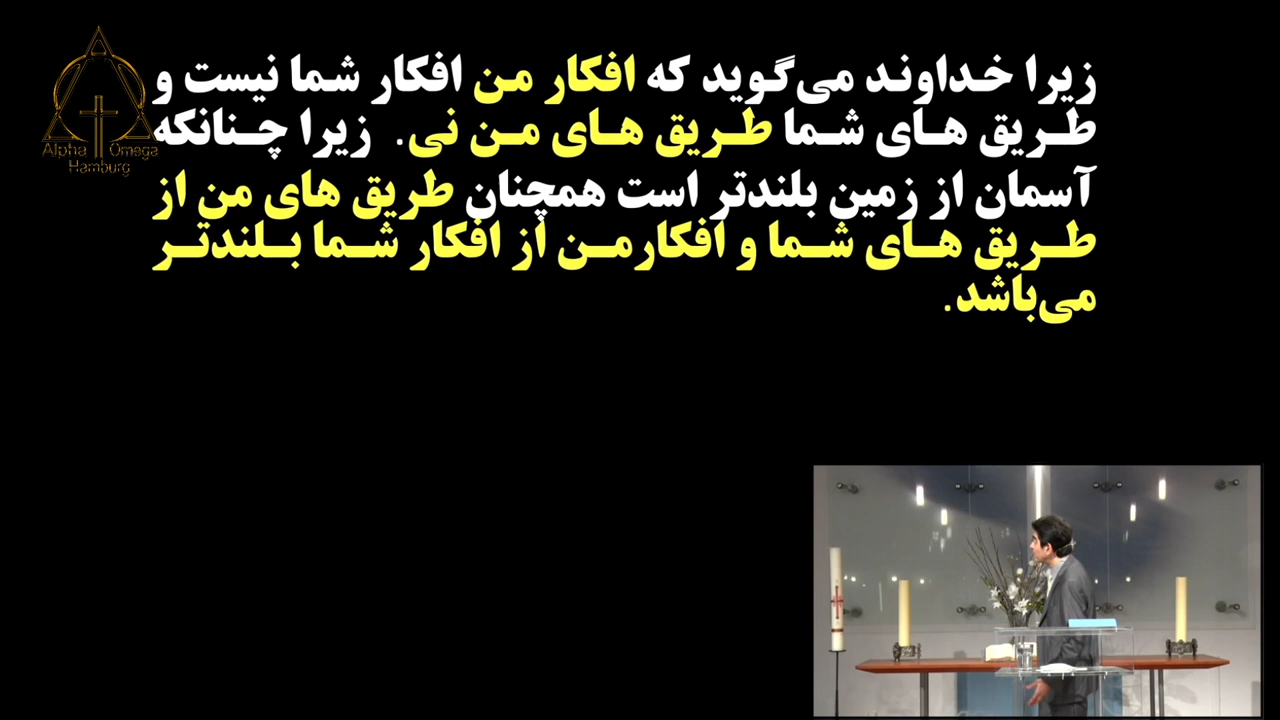 زیرا خداوند می‌گوید که افکار من افکار شما نیست و
طریق های شما طریق های من نی. زیرا چنانکه
آسمان از زمین بلندتر است همچنان طریق های من از
طریق های شما و افکارمن از افکار شما بلندتر
می‌باشد.
Alpha Omega
Hamburg